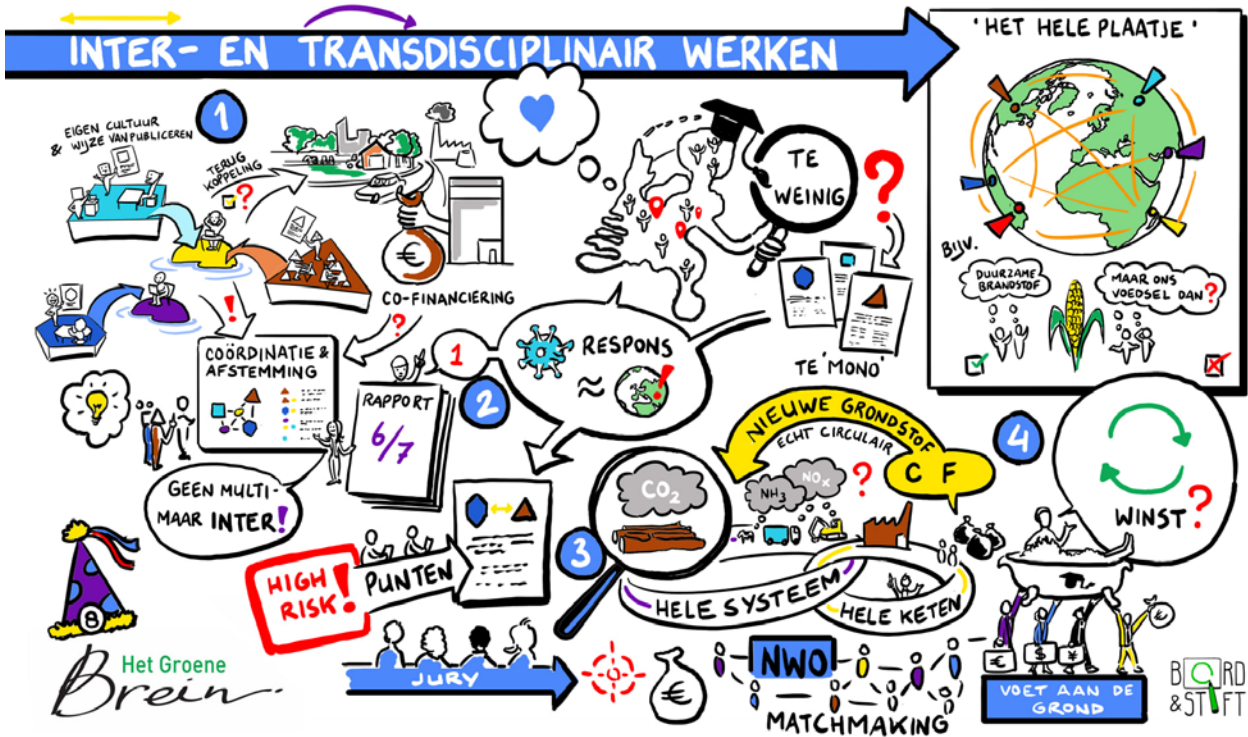 INTER- EN TRANSDISCIPLINAIR WERKEN
'HET HELE PLAATJE'
1
EIGEN CULTUUR
& WIJZE VAN PUBLICEREN
TERUG
KOPPELING
?
€
CO-FINANCIERING
?
!
COÖRDINATIE &
AFSTEMMING
GEEN MULTI-
MAAR INTER!
RAPPORT
6/7
1
2
RESPONS
≈
!
TE
WEINIG
?
TE 'MONO'
BIJV.
DUURZAME
BRANDSTOF
MAAR ONS
VOEDSEL DAN?
HIGH
RISK!
PUNTEN
JURY
€
3
CO2
NIEUWE GRONDSTOF
ECHT CIRCULAIR
C F
NH3
NOx
?
HELE SYSTEEM
HELE KETEN
4
WINST?
NWO
MATCHMAKING
€
$
¥
€
VOET AAN DE
GROND
8
Het Groene
Brein
BORD
& STIFT